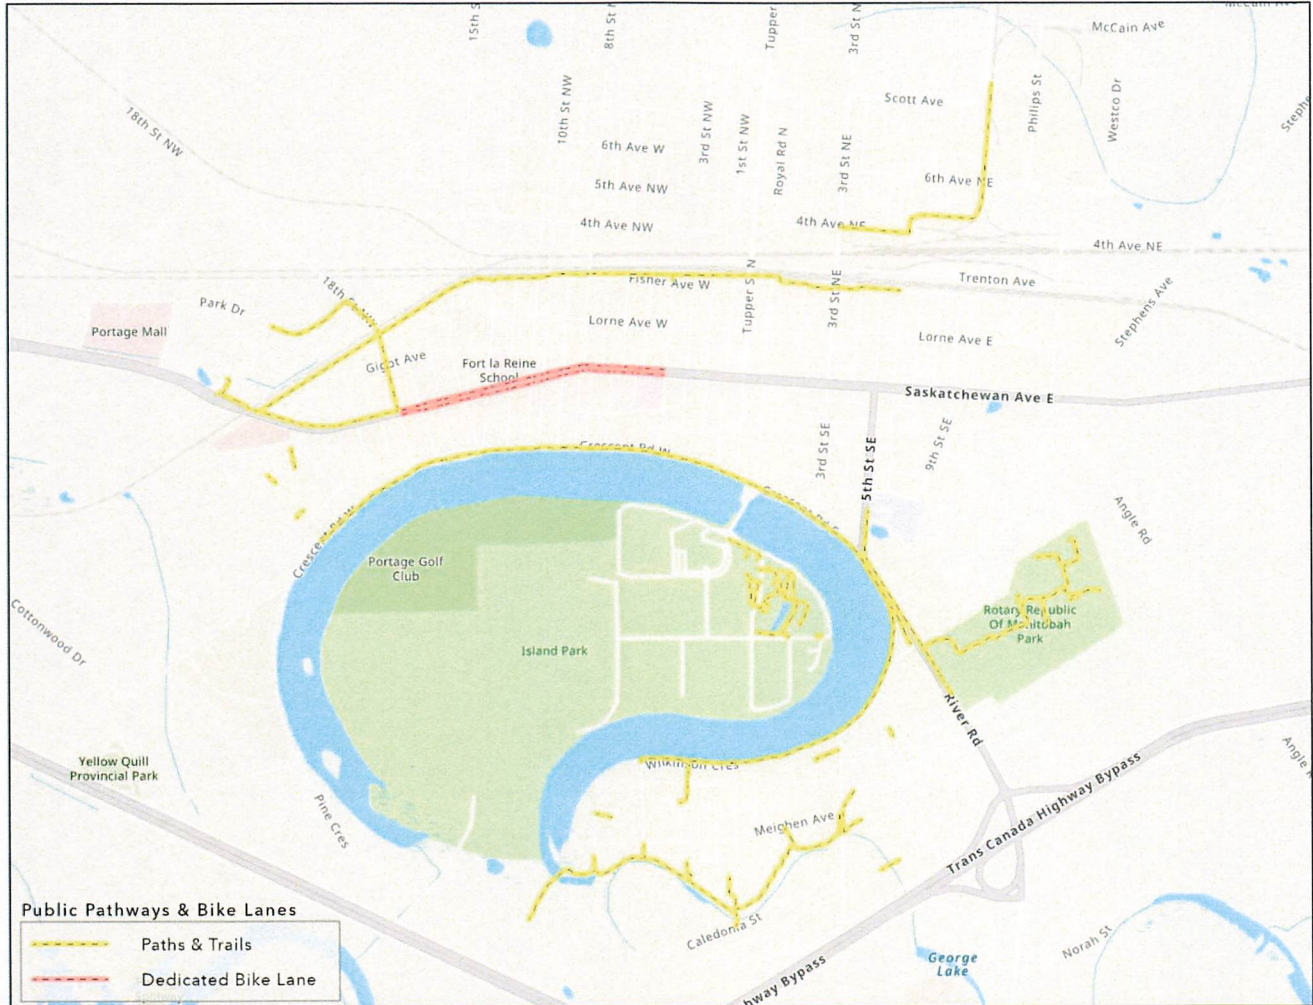 15th S
8th St N
Tupper
3rd St N
McCain Ave
18th St NW
10th St NW
Scott Ave
Philips St
Westco Dr
Stephe
6th Ave W
3rd St NW
1st St NW
Royal Rd N
3rd St NE
5th Ave NW
6th Ave NE
4th Ave NW
4th Ave NE
4th Ave NE
Fisher Ave W
Tupper St N
3rd St NE
Trenton Ave
Stephens Ave
Park Dr
18th St NW
Portage Mall
Lorne Ave W
Lorne Ave E
Gigot Ave
Fort la Reine
School
Saskatchewan Ave E
Crescent Rd W
3rd St SE
5th St SE
9th St SE
Angle Rd
Crescent Rd W
Portage Golf
Club
Cottonwood Dr
Rotary Republic
Of Manitobah
Park
Island Park
River Rd
Yellow Quill
Provincial Park
Pine Cres
Wilkinson Cres
Meighen Ave
Trans Canada Highway Bypass
Angle R
Caledonia St
hway Bypass
George
Lake
Norah St
Public Pathways & Bike Lanes
Paths & Trails
Dedicated Bike Lane